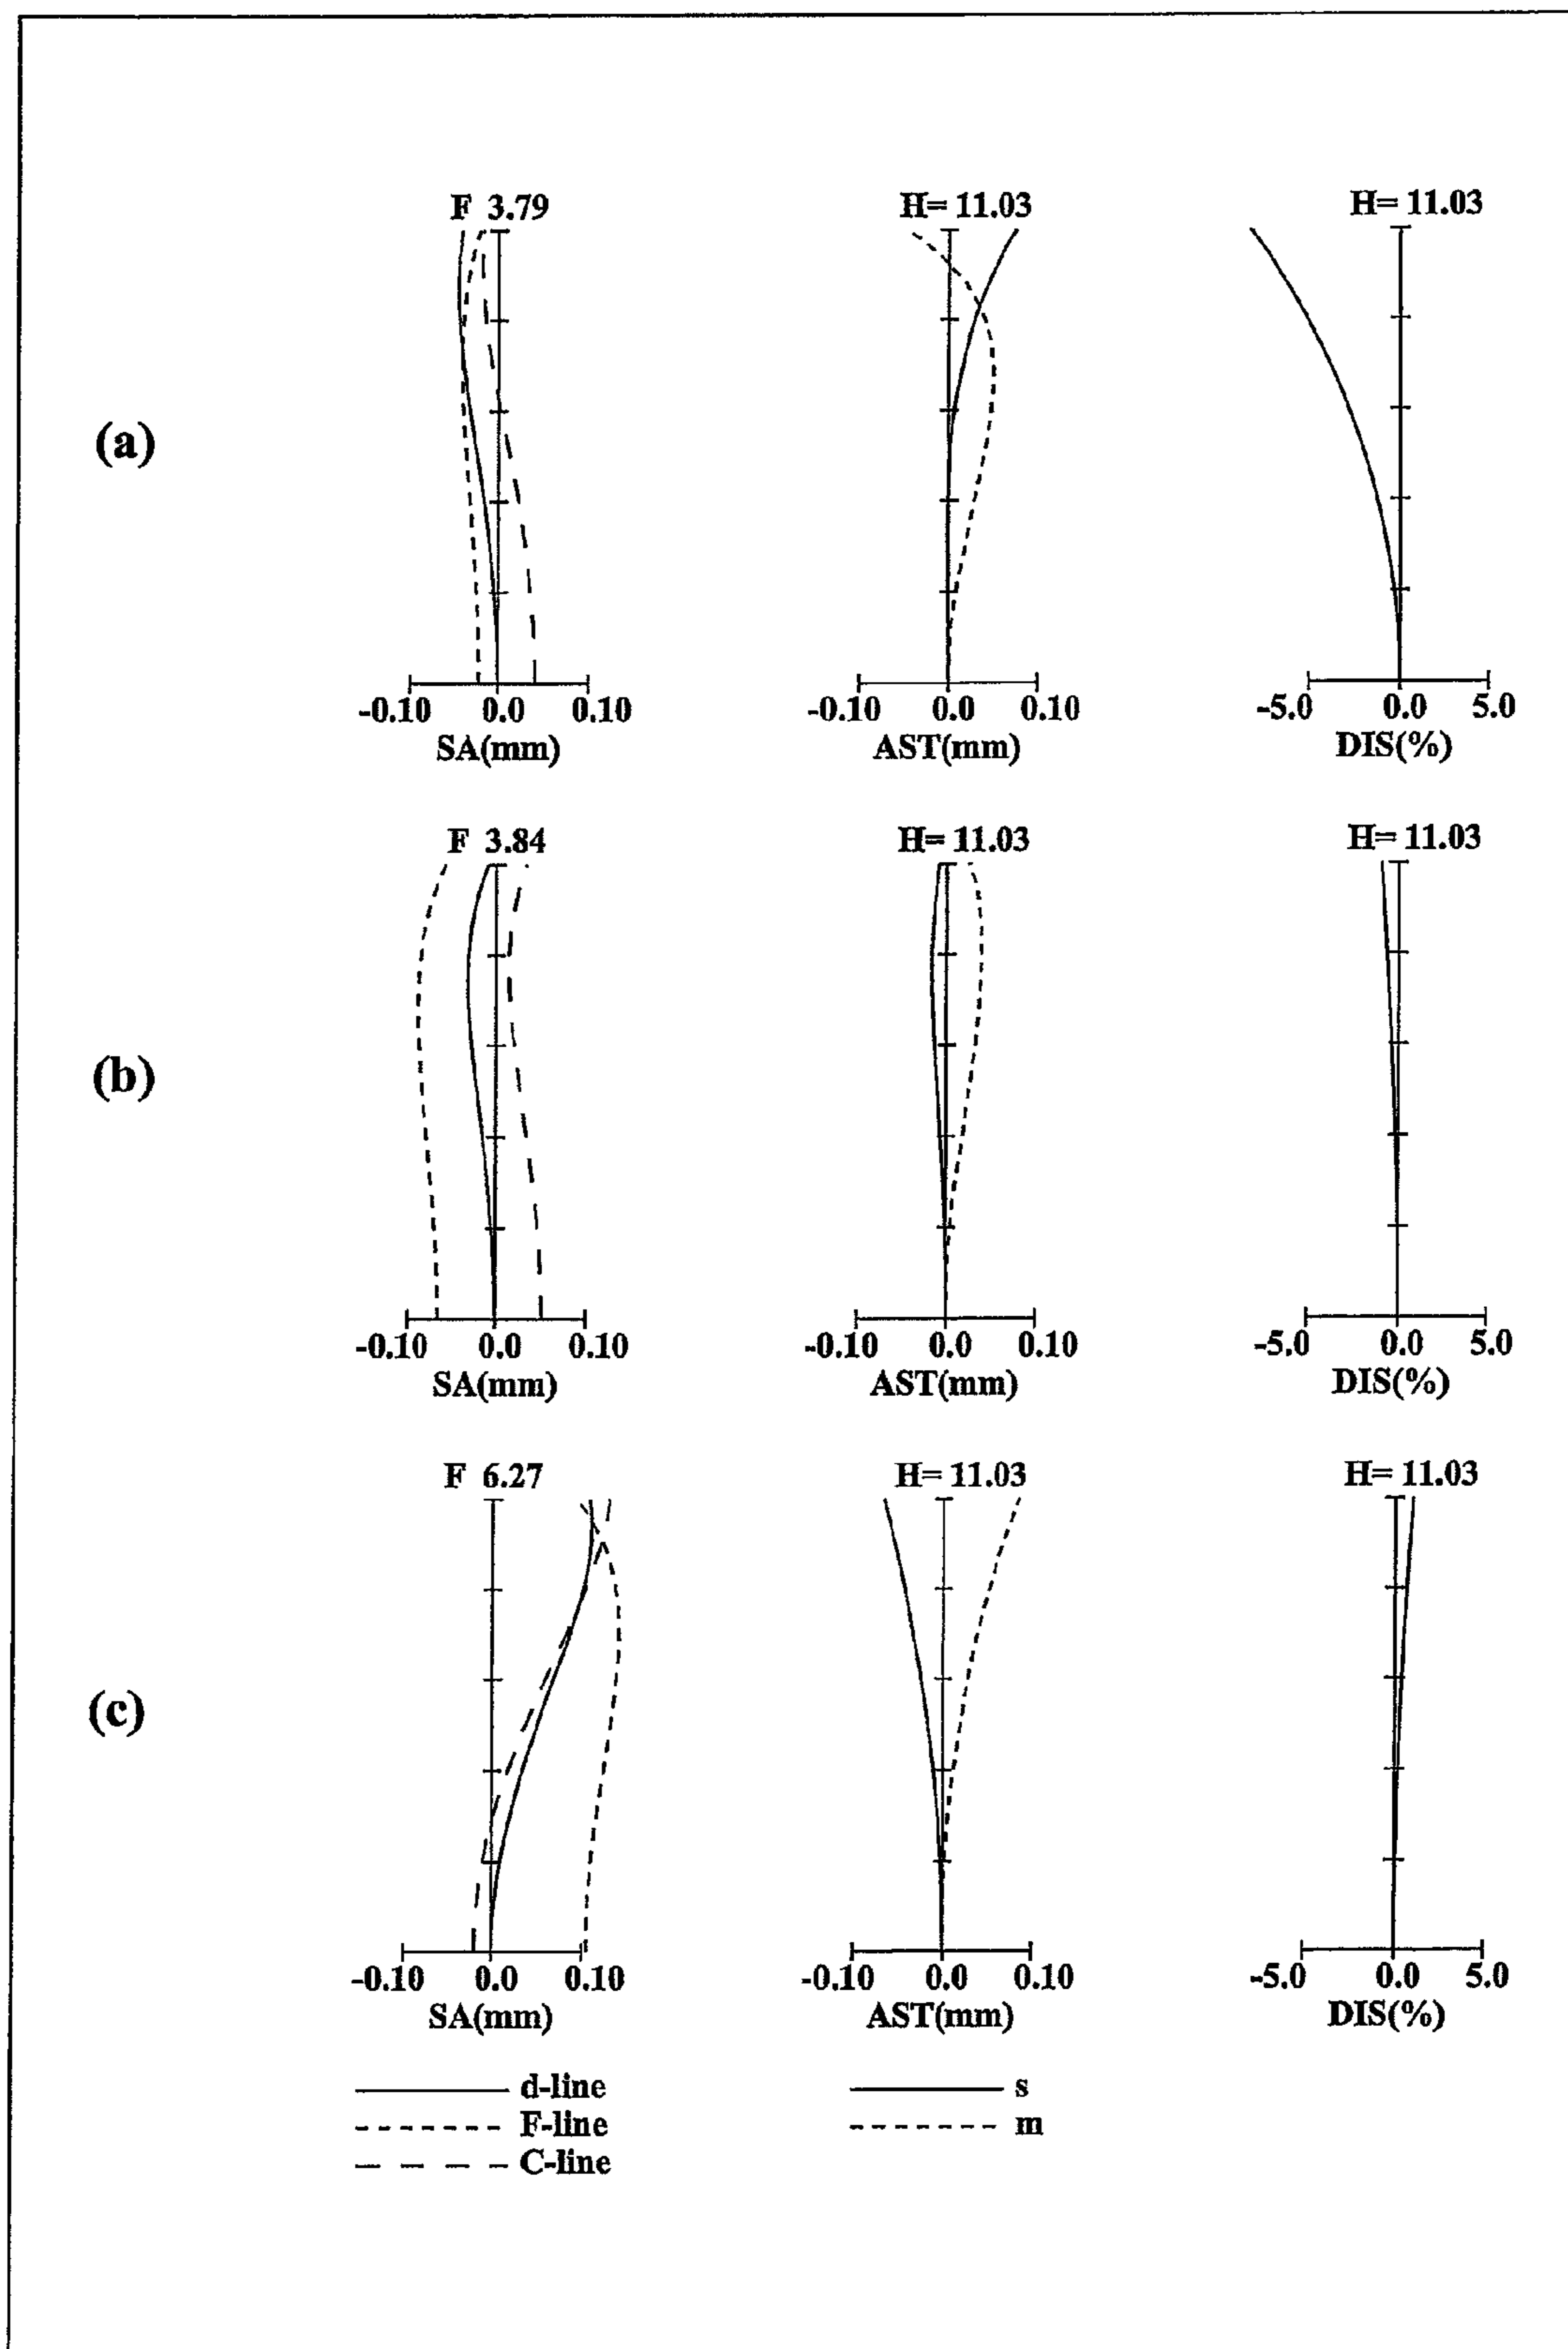 F 3.79 H= 11.03 H= 11.03
(a)
-0.10 0.0 0.10 -0.10 0.0 0.10 -5.0 0.0 5.0
SA(mm) AST(mm) DIS(%)
F 3.84 H= 11.03 H= 11.03
(b)
-0.10 0.0 0.10 -0.10 0.0 0.10 -5.0 0.0 5.0
SA(mm) AST(mm) DIS(%)
F 6.27 H= 11.03 H= 11.03
(c)
-0.10 0.0 0.10 -0.10 0.0 0.10 -5.0 0.0 5.0
SA(mm) AST(mm) DIS(%)
d-line s
F-line m
C-line